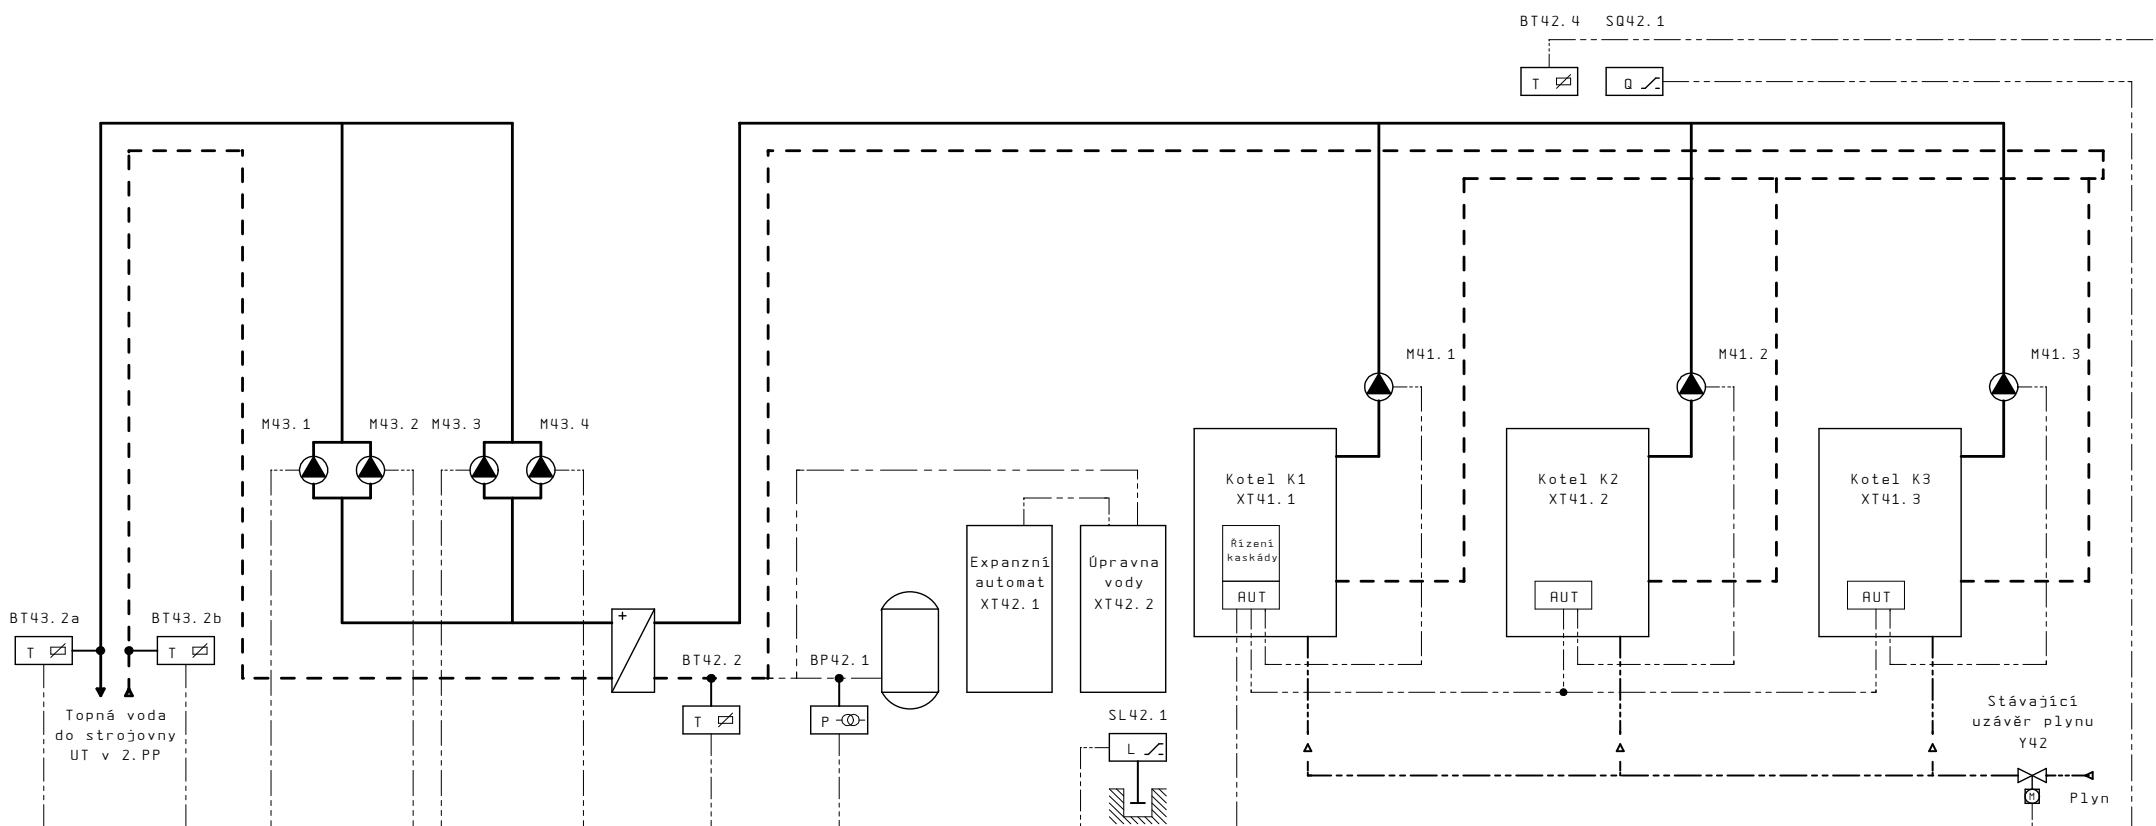 BT42.4 SQ42.1
T Q
M41.1 M41.2 M41.3
M43.1 M43.2 M43.3 M43.4
Kotel K1
XT41.1
Kotel K2
XT41.2
Kotel K3
XT41.3
Řízení
kaskády
AUT
AUT
AUT
Expanzní
automat
XT42.1
Úpravna
vody
XT42.2
BT43.2a
T
BT43.2b
T
+
BT42.2
T
BP42.1
P
SL42.1
L
Topná voda
do strojovny
UT v 2.PP
Stávající
uzávěr plynu
Y42
M
Plyn